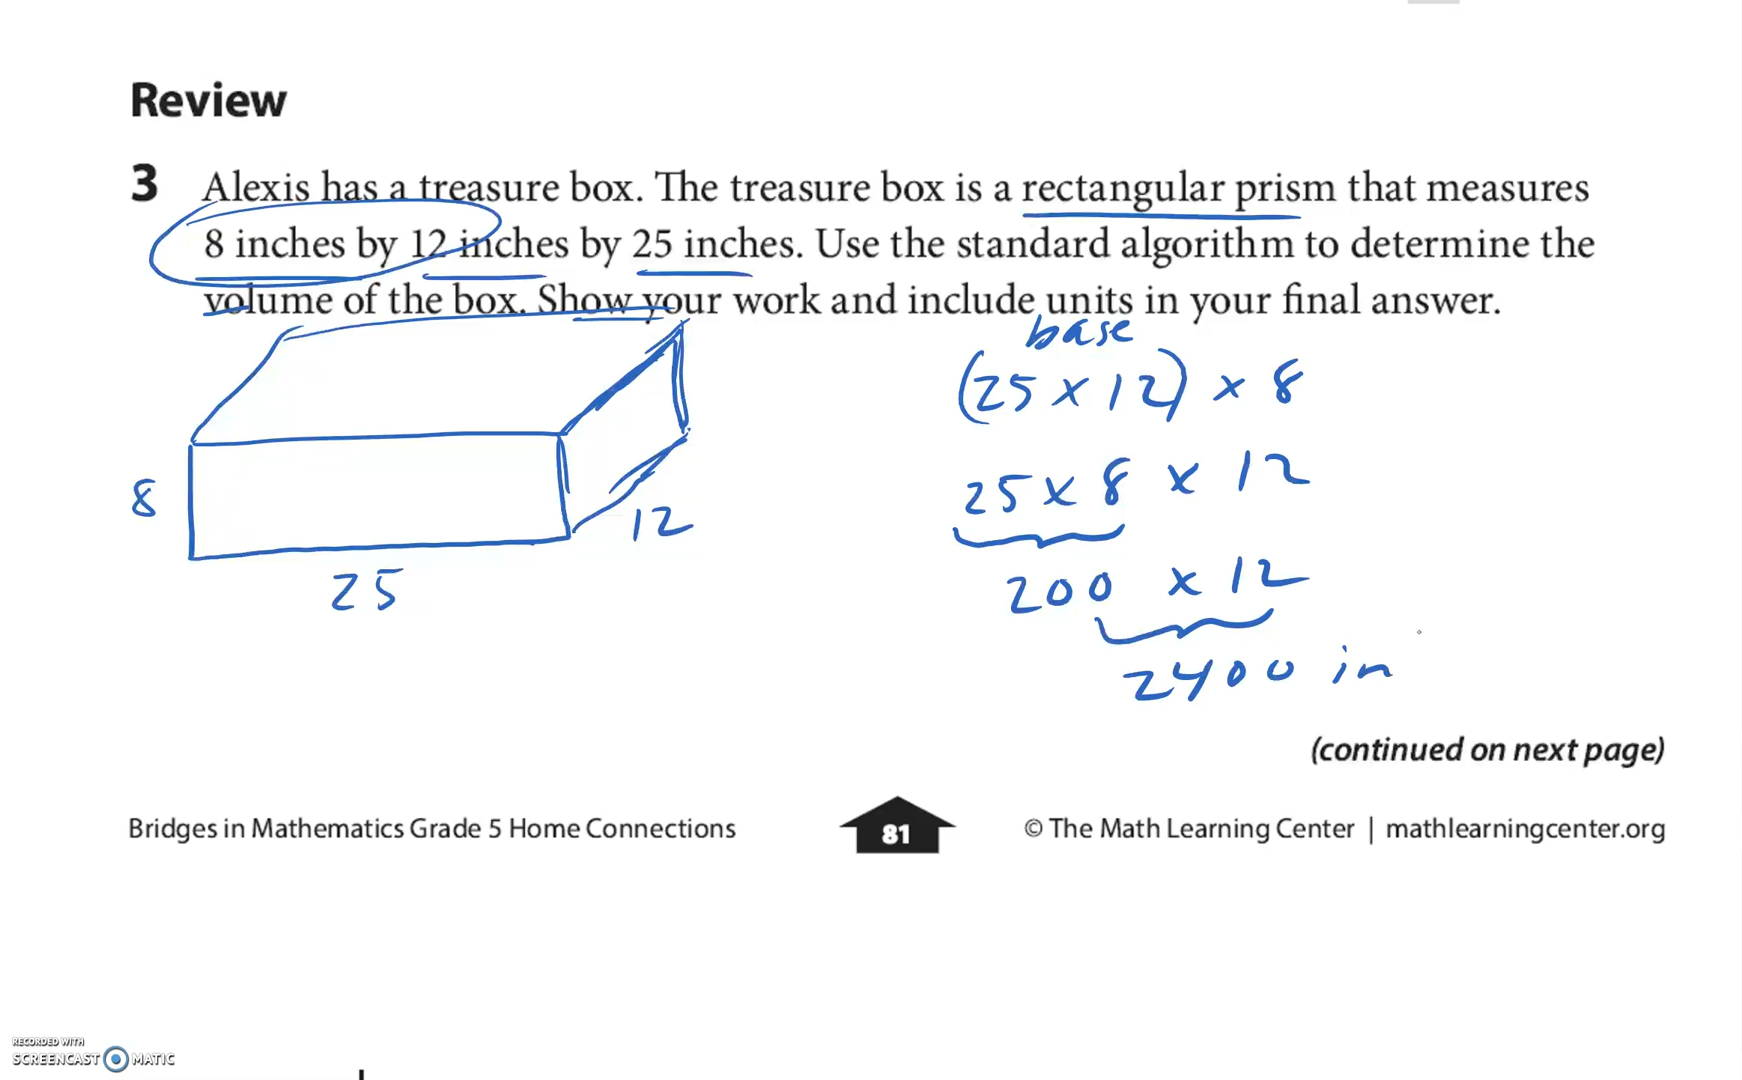 Review
3 Alexis has a treasure box. The treasure box is a rectangular prism that measures
8 inches by 12 inches by 25 inches. Use the standard algorithm to determine the
volume of the box. Show your work and include units in your final answer.
base
(25 x 12) x 8
25 x 8 x 12
200 x 12
2400 in
8
12
25
(continued on next page)
Bridges in Mathematics Grade 5 Home Connections
81
© The Math Learning Center | mathlearningcenter.org
RECORDED WITH
SCREENCAST MATIC